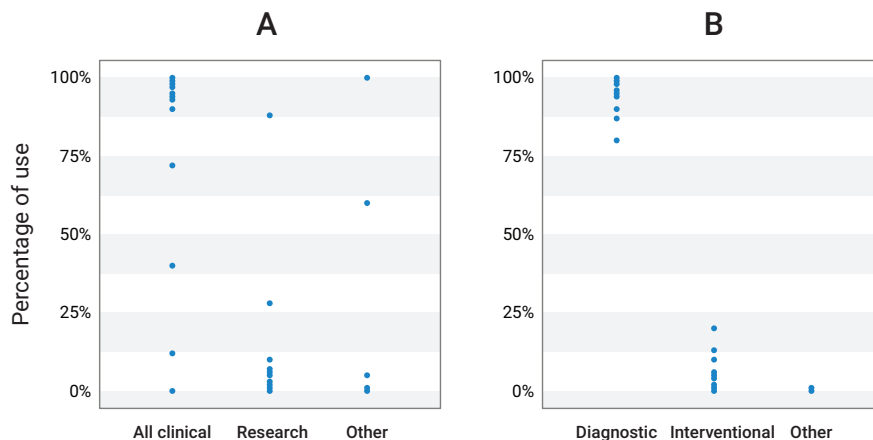 A
B
Percentage of use
100%
75%
50%
25%
0%
100%
75%
50%
25%
0%
All clinical Research Other
Diagnostic Interventional Other